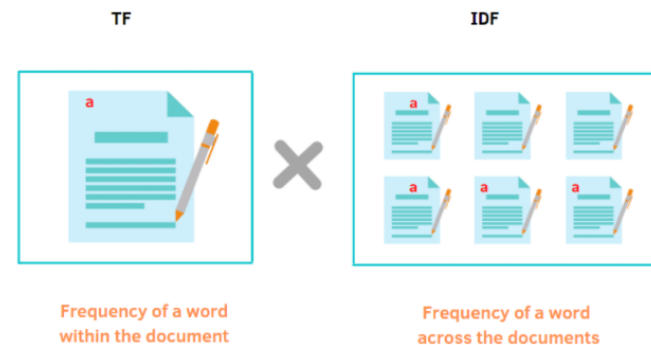 TF
IDF
a
a
a
a
a
Frequency of a word
within the document
Frequency of a word
across the documents